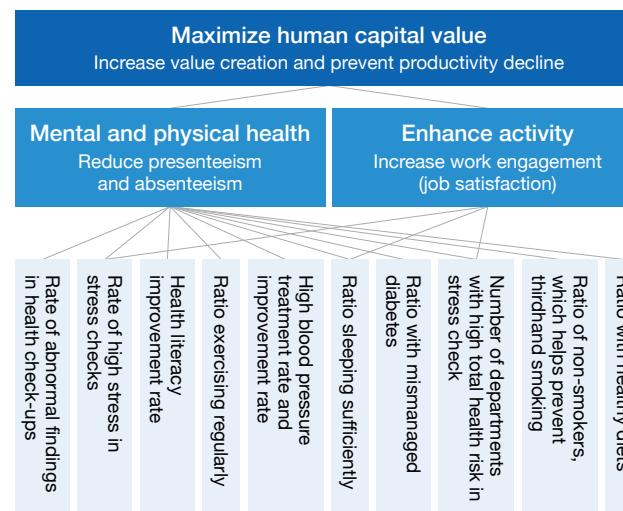 Maximize human capital value
Increase value creation and prevent productivity decline
Mental and physical health
Reduce presenteeism
and absenteeism
Enhance activity
Increase work engagement
(job satisfaction)
Rate of abnormal findings
in health check-ups
Rate of high stress in
stress checks
Health literacy
improvement rate
Ratio exercising regularly
High blood pressure
treatment rate and
improvement rate
Ratio sleeping sufficiently
Ratio with mismanaged
diabetes
Number of departments
with high total health risk in
stress check
Ratio of non-smokers,
which helps prevent
thirdhand smoking
Ratio with healthy diets